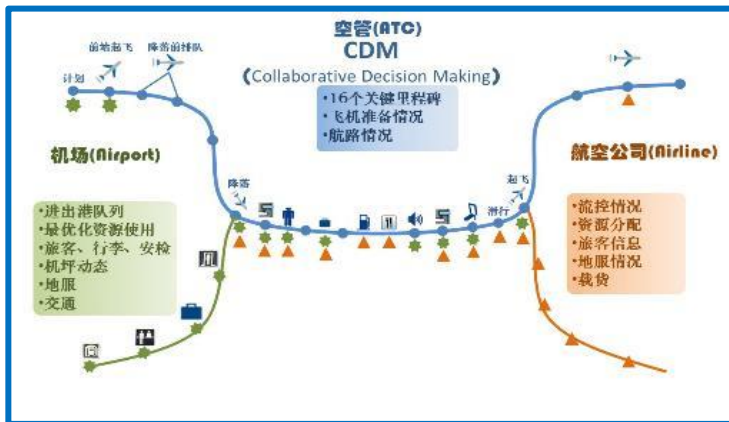 空管(ATC)
CDM
(Collaborative Decision Making)
前站起飞
降落前排队
计划
•16个关键里程碑
•飞机准备情况
•航路情况
机场(Airport)
航空公司(Airline)
降落
起飞
滑行
•进出港队列
•最优化资源使用
•旅客、行李、安检
•机坪动态
•地服
•交通
•流控情况
•资源分配
•旅客信息
•地服情况
•载货